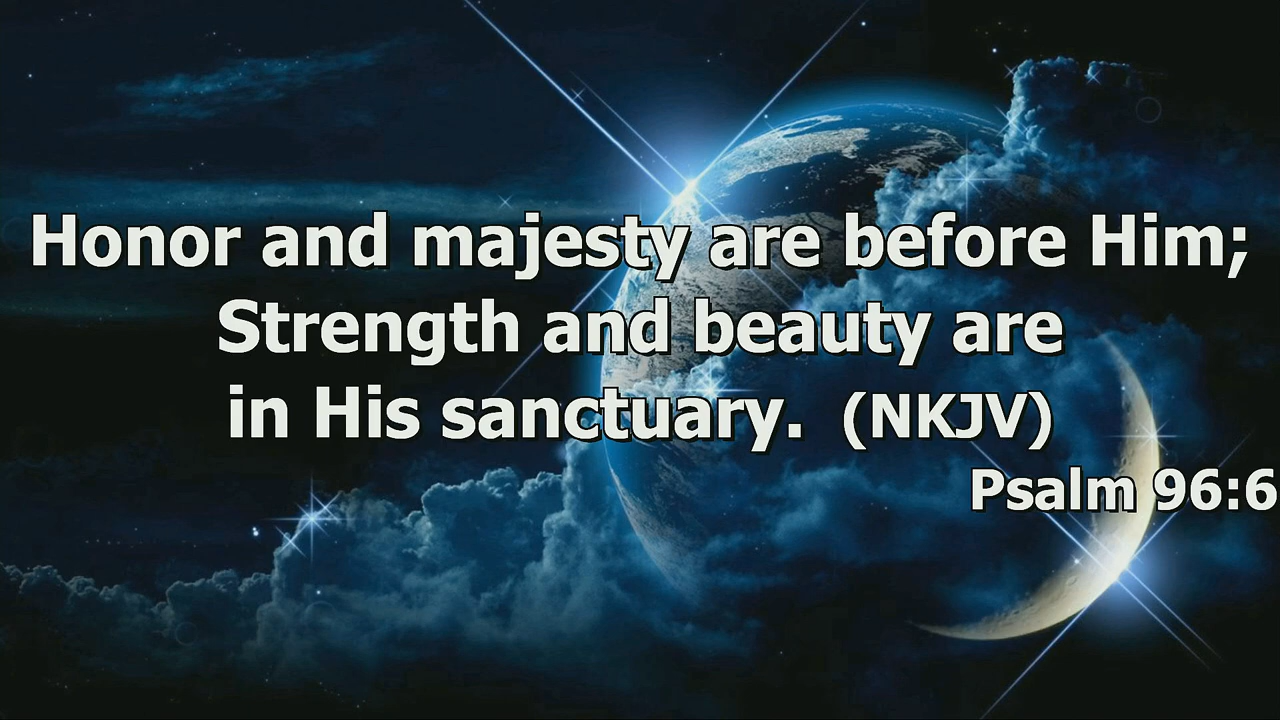 Honor and majesty are before Him;
Strength and beauty are
in His sanctuary. (NKJV)
Psalm 96:6